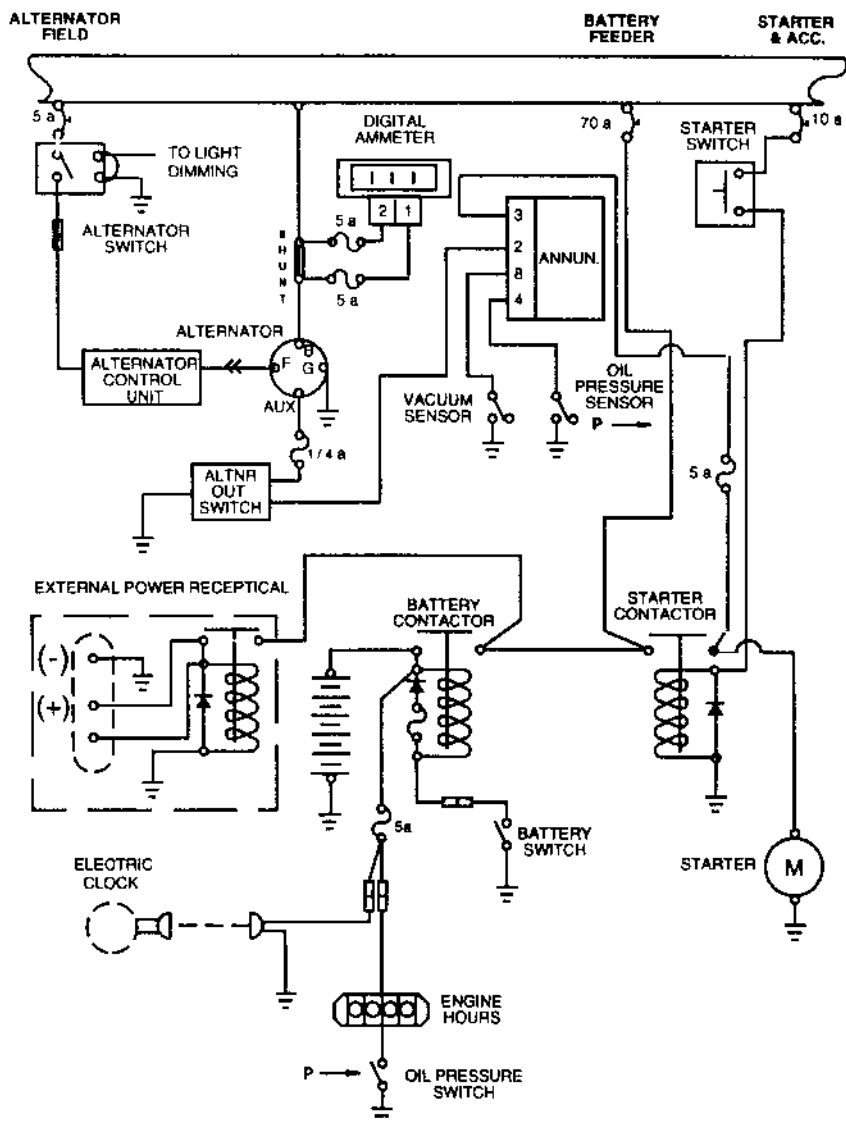 ALTERNATOR
FIELD
BATTERY
FEEDER
STARTER
& ACC.
5 a
DIGITAL
AMMETER
70 a
STARTER
SWITCH
10 a
TO LIGHT
DIMMING
ALTERNATOR
SWITCH
SHUNT
5 a
2 1
5 a
3
2
8
4
ANNUN.
ALTERNATOR
B
F
G
AUX
ALTERNATOR
CONTROL
UNIT
VACUUM
SENSOR
OIL
PRESSURE
SENSOR
P
1/4 a
5 a
ALTNR
OUT
SWITCH
EXTERNAL POWER RECEPTICAL
BATTERY
CONTACTOR
STARTER
CONTACTOR
(-)
(+)
5a
BATTERY
SWITCH
STARTER
M
ELECTRIC
CLOCK
ENGINE
HOURS
P
OIL PRESSURE
SWITCH